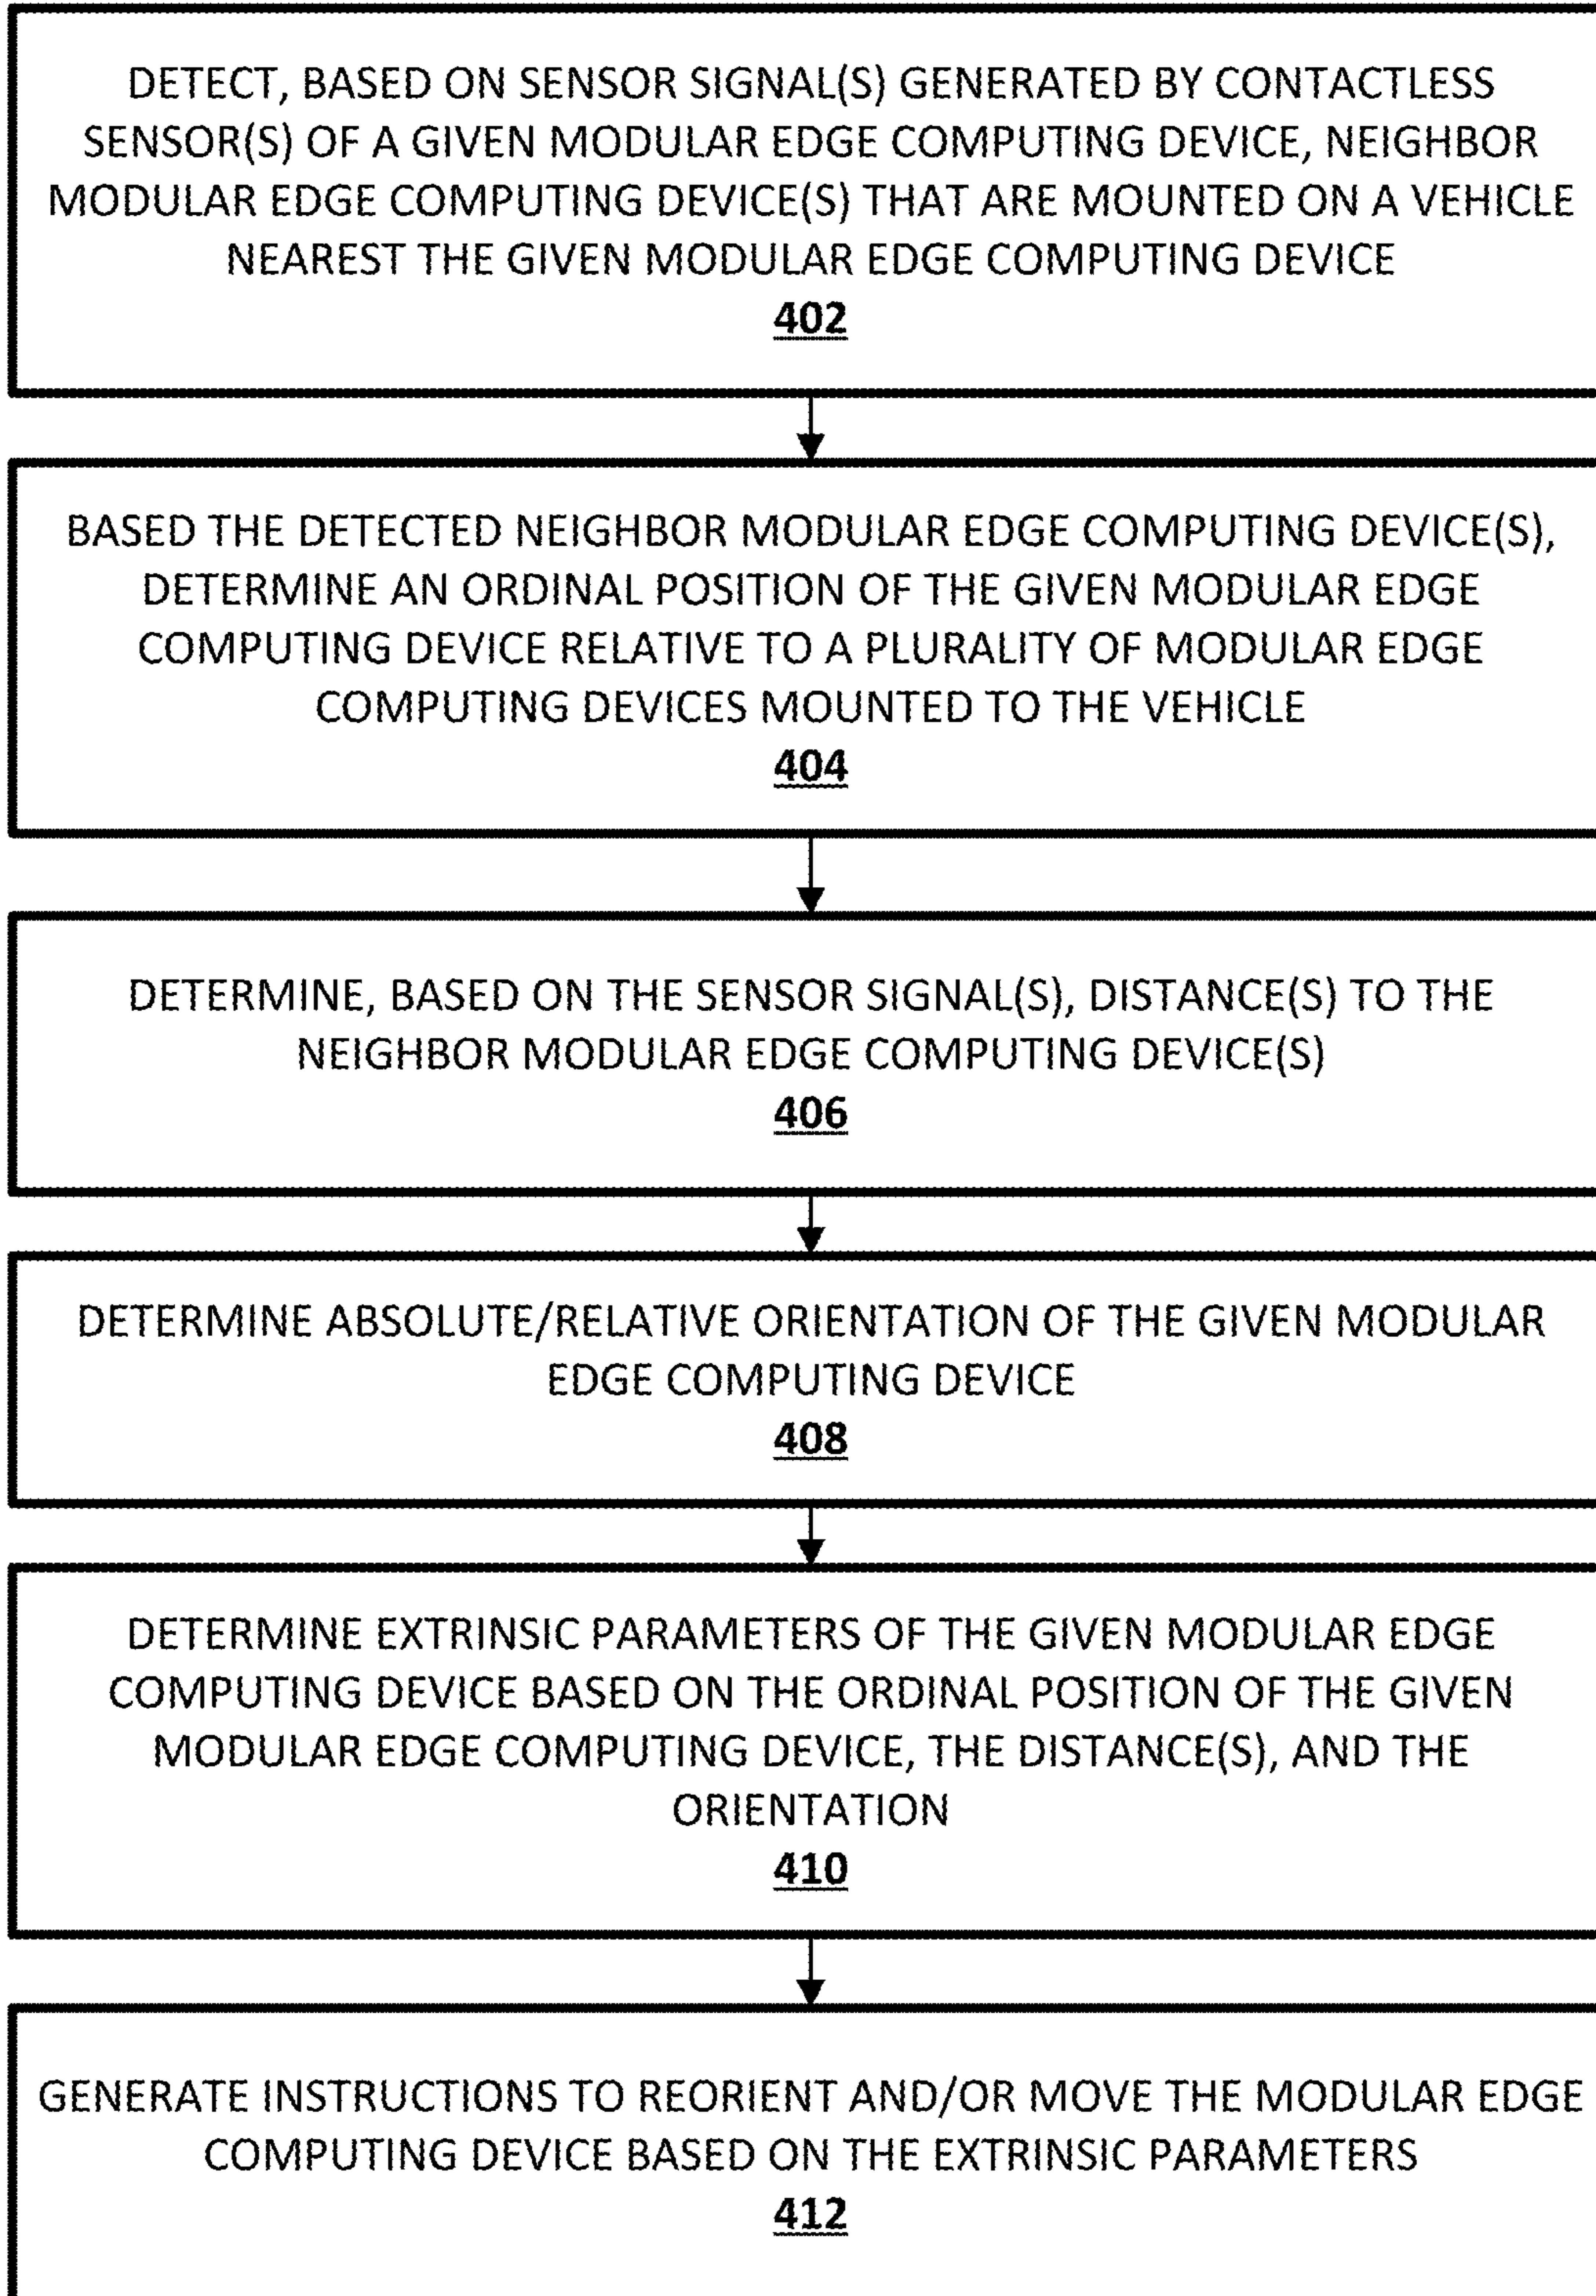 DETECT, BASED ON SENSOR SIGNAL(S) GENERATED BY CONTACTLESS
SENSOR(S) OF A GIVEN MODULAR EDGE COMPUTING DEVICE, NEIGHBOR
MODULAR EDGE COMPUTING DEVICE(S) THAT ARE MOUNTED ON A VEHICLE
NEAREST THE GIVEN MODULAR EDGE COMPUTING DEVICE
402
BASED THE DETECTED NEIGHBOR MODULAR EDGE COMPUTING DEVICE(S),
DETERMINE AN ORDINAL POSITION OF THE GIVEN MODULAR EDGE
COMPUTING DEVICE RELATIVE TO A PLURALITY OF MODULAR EDGE
COMPUTING DEVICES MOUNTED TO THE VEHICLE
404
DETERMINE, BASED ON THE SENSOR SIGNAL(S), DISTANCE(S) TO THE
NEIGHBOR MODULAR EDGE COMPUTING DEVICE(S)
406
DETERMINE ABSOLUTE/RELATIVE ORIENTATION OF THE GIVEN MODULAR
EDGE COMPUTING DEVICE
408
DETERMINE EXTRINSIC PARAMETERS OF THE GIVEN MODULAR EDGE
COMPUTING DEVICE BASED ON THE ORDINAL POSITION OF THE GIVEN
MODULAR EDGE COMPUTING DEVICE, THE DISTANCE(S), AND THE
ORIENTATION
410
GENERATE INSTRUCTIONS TO REORIENT AND/OR MOVE THE MODULAR EDGE
COMPUTING DEVICE BASED ON THE EXTRINSIC PARAMETERS
412